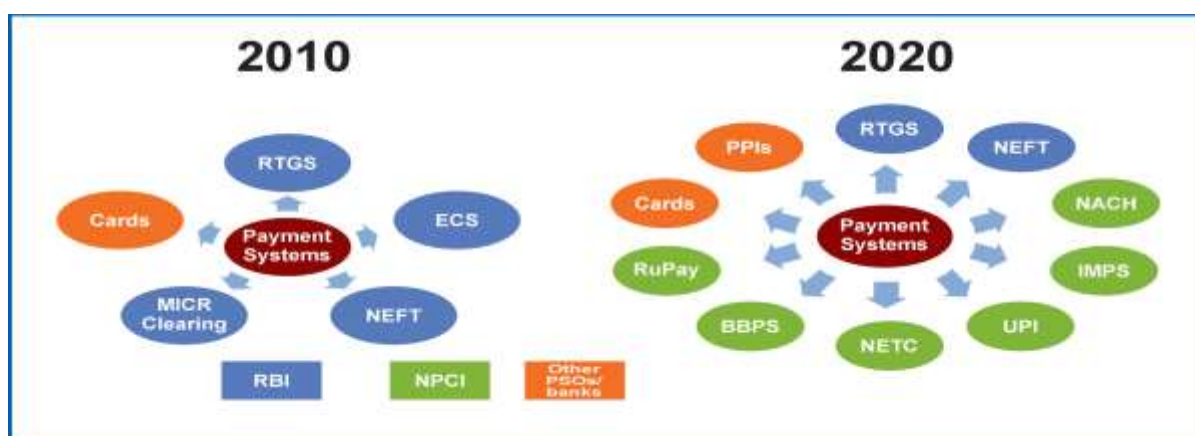 2010
RTGS
Cards
ECS
Payment
Systems
MICR
Clearing
NEFT
2020
RTGS
PPIs
NEFT
Cards
NACH
Payment
Systems
RuPay
IMPS
BBPS
UPI
NETC
RBI
NPCI
Other
PSOs/
banks